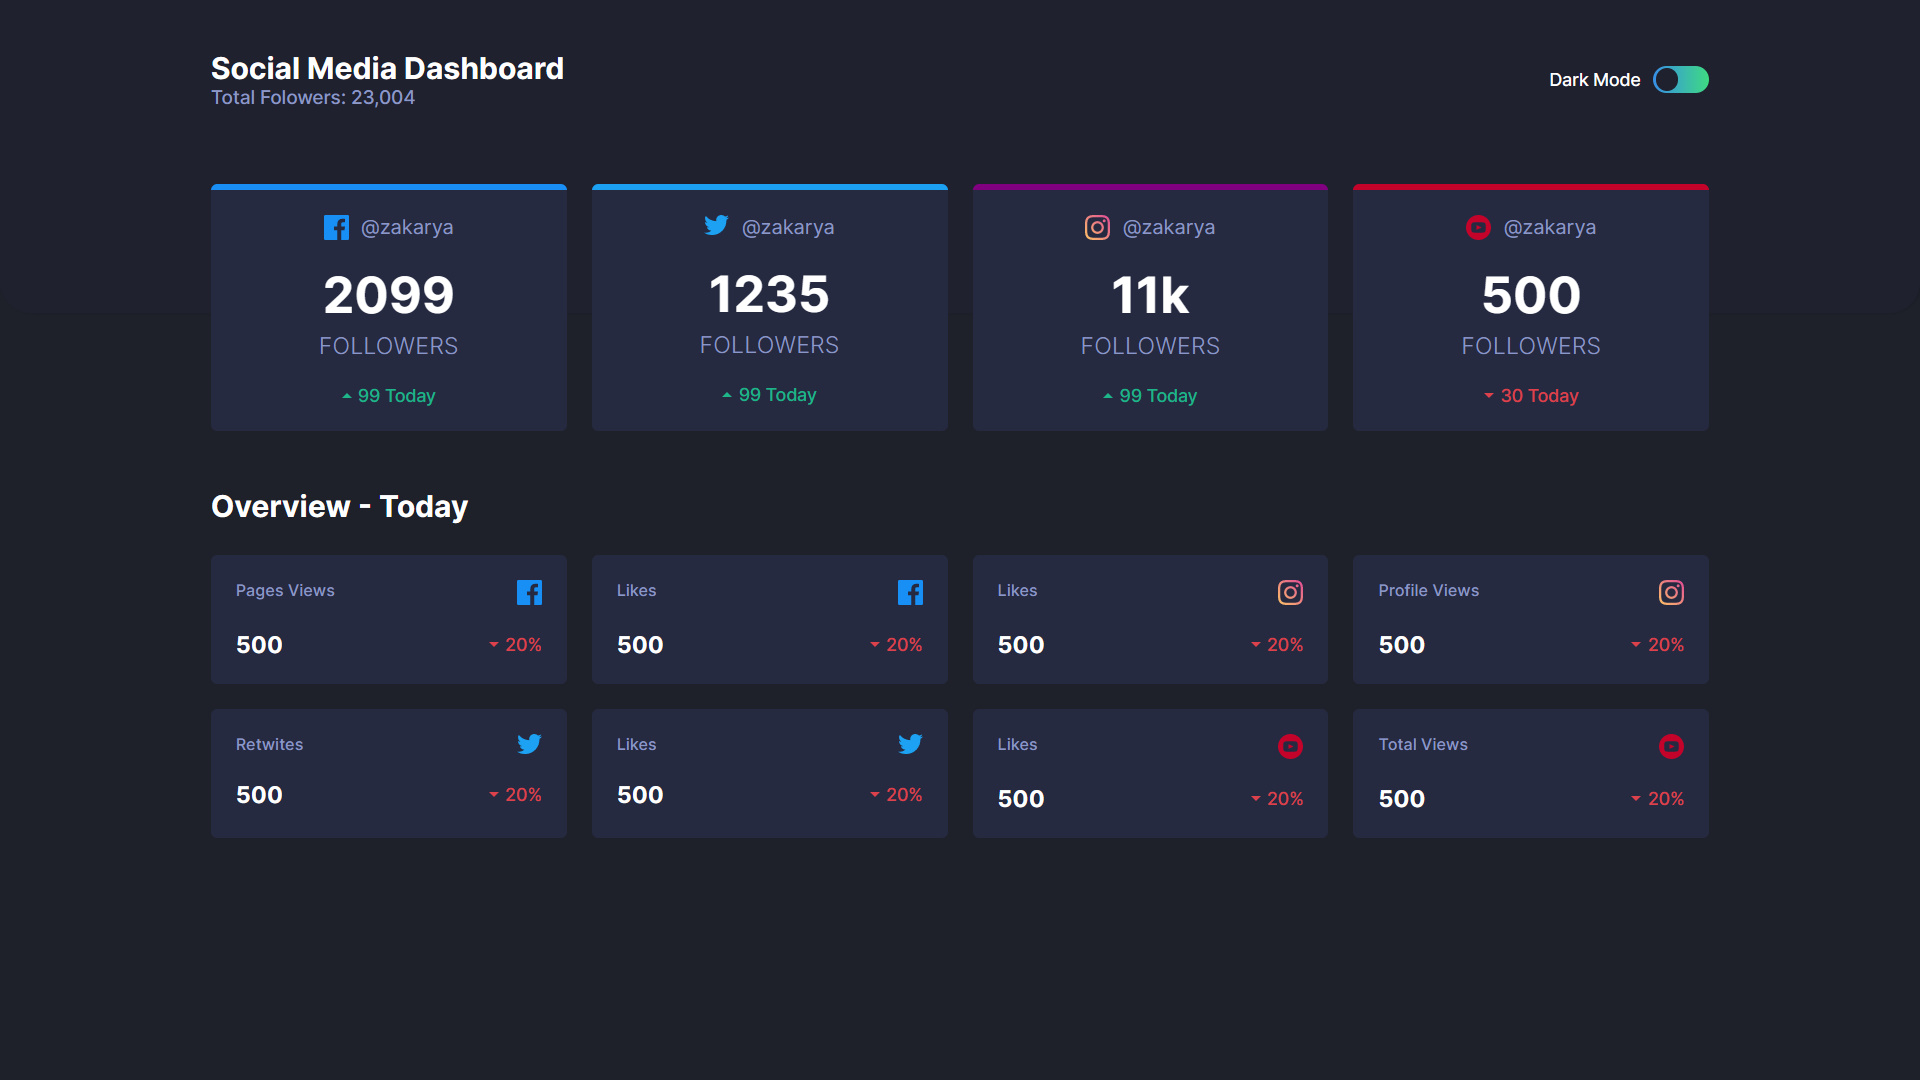 Social Media Dashboard
Total Folowers: 23,004
Dark Mode
@zakarya
2099
FOLLOWERS
99 Today
@zakarya
1235
FOLLOWERS
99 Today
@zakarya
11k
FOLLOWERS
99 Today
@zakarya
500
FOLLOWERS
30 Today
Overview - Today
Pages Views
500
20%
Likes
500
20%
Likes
500
20%
Profile Views
500
20%
Retwites
500
20%
Likes
500
20%
Likes
500
20%
Total Views
500
20%